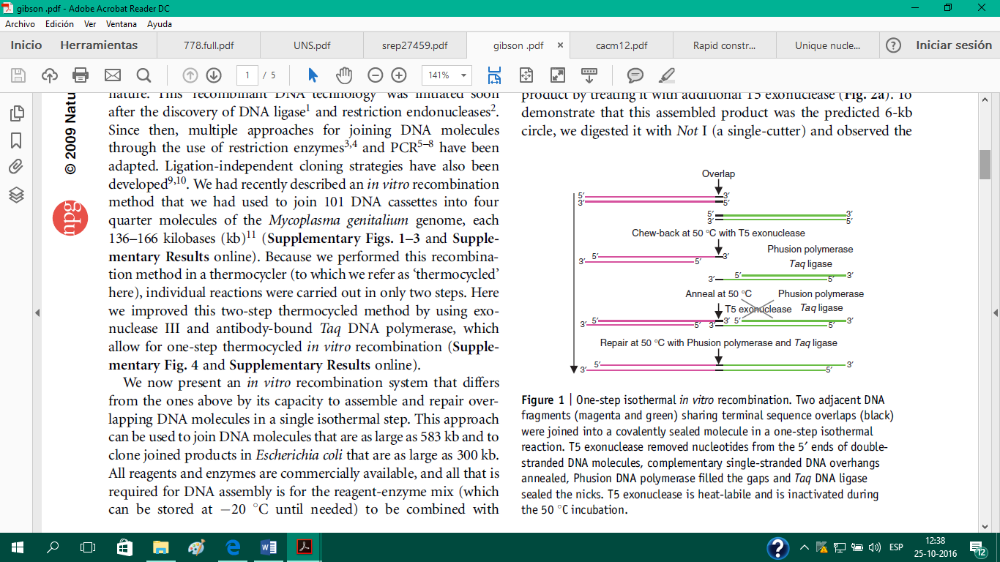 gibson .pdf - Adobe Acrobat Reader DC
Archivo Edición Ver Ventana Ayuda
Inicio Herramientas 778.full.pdf UNS.pdf srep27459.pdf gibson .pdf × cacm12.pdf Rapid constr... Unique nucle... ? Iniciar sesión
1 / 5 141%
© 2009 Natu
npg
nature. This recombinant DNA technology was initiated soon
after the discovery of DNA ligase1 and restriction endonucleases2.
Since then, multiple approaches for joining DNA molecules
through the use of restriction enzymes3,4 and PCR5–8 have been
adapted. Ligation-independent cloning strategies have also been
developed9,10. We had recently described an in vitro recombination
method that we had used to join 101 DNA cassettes into four
quarter molecules of the Mycoplasma genitalium genome, each
136–166 kilobases (kb)11 (Supplementary Figs. 1–3 and Supple-
mentary Results online). Because we performed this recombina-
tion method in a thermocycler (to which we refer as ‘thermocycled’
here), individual reactions were carried out in only two steps. Here
we improved this two-step thermocycled method by using exo-
nuclease III and antibody-bound Taq DNA polymerase, which
allow for one-step thermocycled in vitro recombination (Supple-
mentary Fig. 4 and Supplementary Results online).
We now present an in vitro recombination system that differs
from the ones above by its capacity to assemble and repair over-
lapping DNA molecules in a single isothermal step. This approach
can be used to join DNA molecules that are as large as 583 kb and to
clone joined products in Escherichia coli that are as large as 300 kb.
All reagents and enzymes are commercially available, and all that is
required for DNA assembly is for the reagent-enzyme mix (which
can be stored at −20 °C until needed) to be combined with
product by treating it with additional T5 exonuclease (Fig. 2a). To
demonstrate that this assembled product was the predicted 6-kb
circle, we digested it with Not I (a single-cutter) and observed the
Overlap
5′ 3′
3′ 5′
5′ 3′
3′ 5′
Chew-back at 50 °C with T5 exonuclease
Phusion polymerase
Taq ligase
5′ 3′
3′ 5′
5′ 3′
3′ 5′
Anneal at 50 °C Phusion polymerase
T5 exonuclease Taq ligase
5′ 3′ 5′ 3′
3′ 5′ 3′ 5′
Repair at 50 °C with Phusion polymerase and Taq ligase
5′ 3′
3′ 5′
Figure 1 | One-step isothermal in vitro recombination. Two adjacent DNA
fragments (magenta and green) sharing terminal sequence overlaps (black)
were joined into a covalently sealed molecule in a one-step isothermal
reaction. T5 exonuclease removed nucleotides from the 5′ ends of double-
stranded DNA molecules, complementary single-stranded DNA overhangs
annealed, Phusion DNA polymerase filled the gaps and Taq DNA ligase
sealed the nicks. T5 exonuclease is heat-labile and is inactivated during
the 50 °C incubation.
ESP 12:38
25-10-2016 12